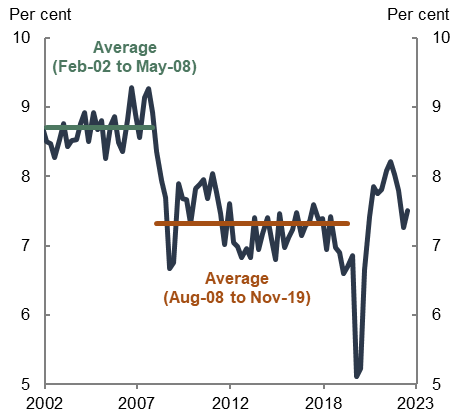 Per cent Per cent
10 10
Average
(Feb-02 to May-08)
9 9
8 8
7 7
Average
(Aug-08 to Nov-19)
6 6
5 5
2002 2007 2012 2018 2023